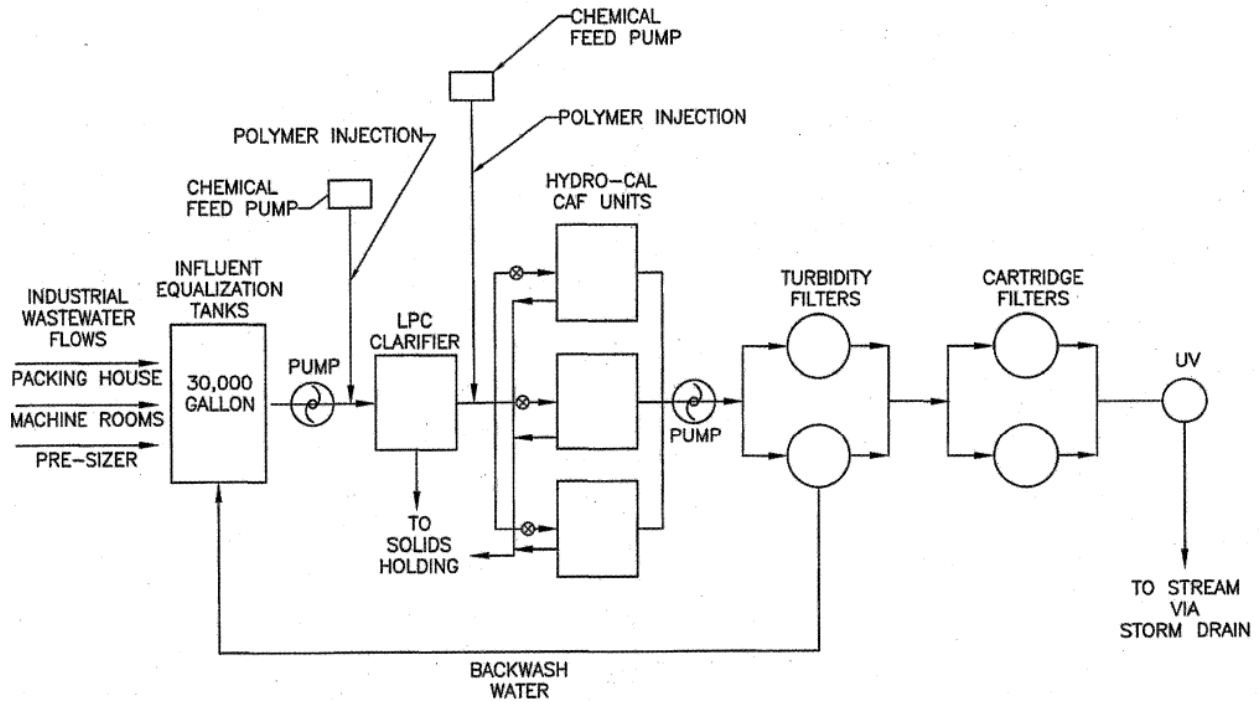 CHEMICAL
FEED PUMP
POLYMER INJECTION
POLYMER INJECTION
CHEMICAL
FEED PUMP
HYDRO-CAL
CAF UNITS
INFLUENT
EQUALIZATION
TANKS
INDUSTRIAL
WASTEWATER
FLOWS
PACKING HOUSE
MACHINE ROOMS
PRE-SIZER
30,000
GALLON
PUMP
LPC
CLARIFIER
TO
SOLIDS
HOLDING
PUMP
TURBIDITY
FILTERS
CARTRIDGE
FILTERS
UV
TO STREAM
VIA
STORM DRAIN
BACKWASH
WATER